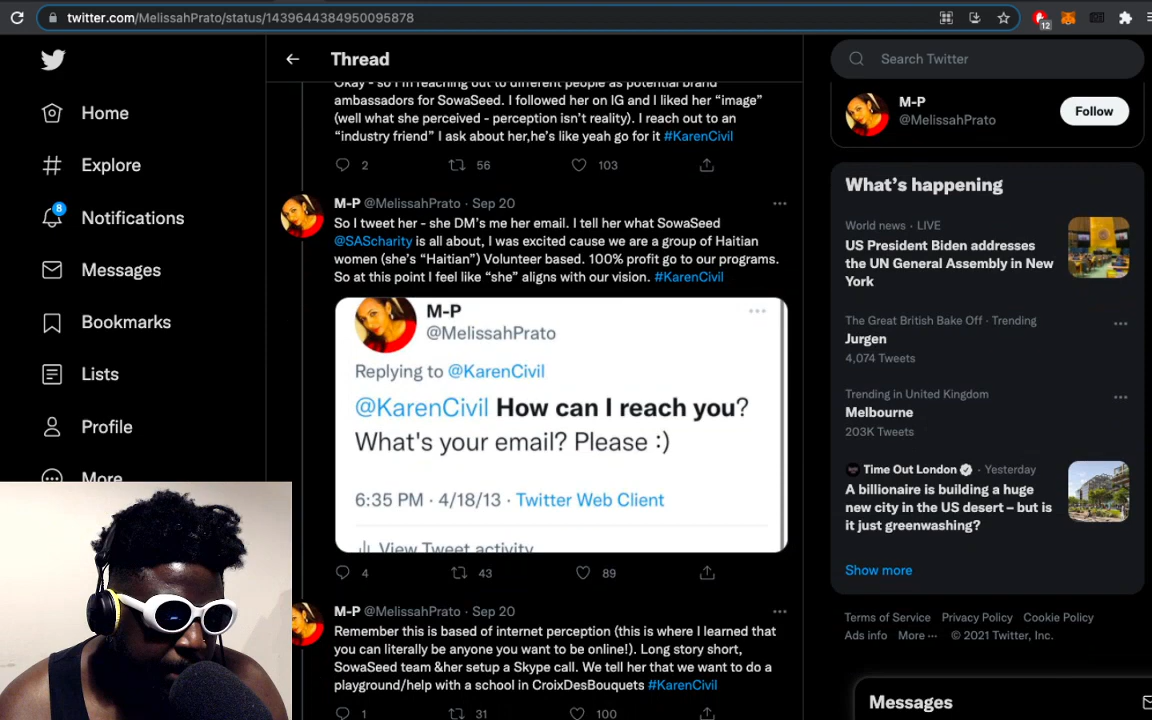 twitter.com/MelissahPrato/status/1439644384950095878
12
Home
Explore
8
Notifications
Messages
Bookmarks
Lists
Profile
More
Thread
Okay - so I'm reaching out to different people as potential brand
ambassadors for SowaSeed. I followed her on IG and I liked her “image”
(well what she perceived - perception isn't reality). I reach out to an
“industry friend” I ask about her,he's like yeah go for it #KarenCivil
2 56 103
M-P @MelissahPrato · Sep 20
So I tweet her - she DM's me her email. I tell her what SowaSeed
@SAScharity is all about, I was excited cause we are a group of Haitian
women (she's “Haitian”) Volunteer based. 100% profit go to our programs.
So at this point I feel like “she” aligns with our vision. #KarenCivil
M-P
@MelissahPrato
Replying to @KarenCivil
@KarenCivil How can I reach you?
What's your email? Please :)
6:35 PM · 4/18/13 · Twitter Web Client
View Tweet activity
4 43 89
M-P @MelissahPrato · Sep 20
Remember this is based of internet perception (this is where I learned that
you can literally be anyone you want to be online!). Long story short,
SowaSeed team &her setup a Skype call. We tell her that we want to do a
playground/help with a school in CroixDesBouquets #KarenCivil
1 31 100
Search Twitter
M-P
@MelissahPrato
Follow
What's happening
World news · LIVE
US President Biden addresses
the UN General Assembly in New
York
The Great British Bake Off · Trending
Jurgen
4,074 Tweets
Trending in United Kingdom
Melbourne
203K Tweets
Time Out London · Yesterday
A billionaire is building a huge
new city in the US desert – but is
it just greenwashing?
Show more
Terms of Service Privacy Policy Cookie Policy
Ads info More ··· © 2021 Twitter, Inc.
Messages